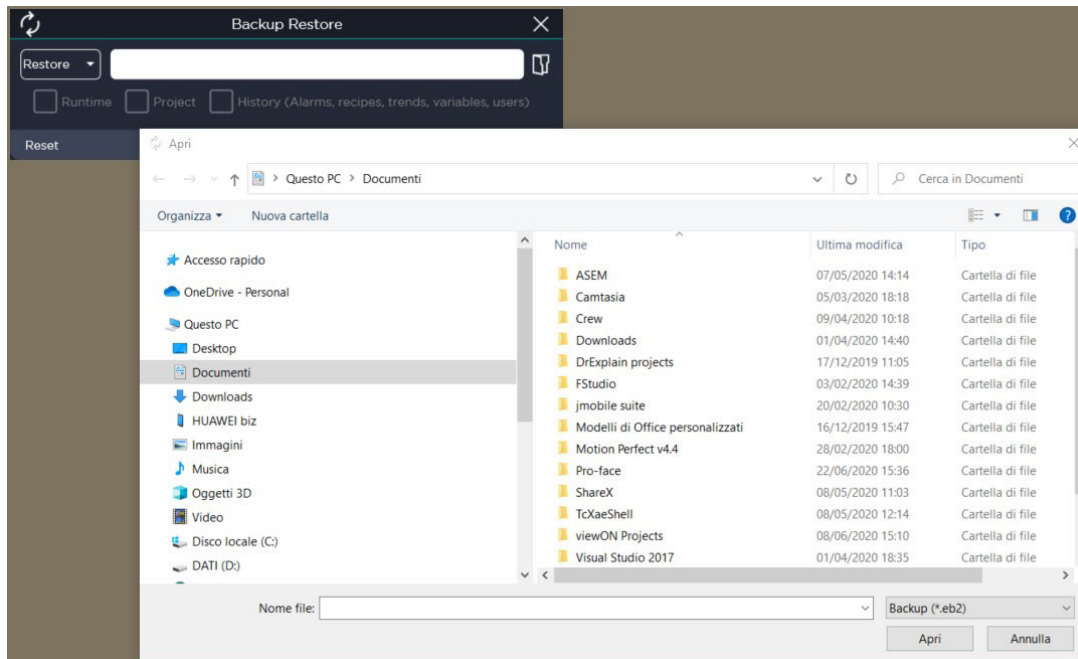 Backup Restore
Restore
Runtime Project History (Alarms, recipes, trends, variables, users)
Reset
Apri
Questo PC > Documenti Cerca in Documenti
Organizza Nuova cartella
Accesso rapido
OneDrive - Personal
Questo PC
Desktop
Documenti
Downloads
HUAWEI biz
Immagini
Musica
Oggetti 3D
Video
Disco locale (C:)
DATI (D:)
Nome Ultima modifica Tipo
ASEM 07/05/2020 14:14 Cartella di file
Camtasia 05/03/2020 18:18 Cartella di file
Crew 09/04/2020 10:18 Cartella di file
Downloads 01/04/2020 14:40 Cartella di file
DrExplain projects 17/12/2019 11:05 Cartella di file
FStudio 03/02/2020 14:39 Cartella di file
jmobile suite 20/02/2020 10:30 Cartella di file
Modelli di Office personalizzati 16/12/2019 15:47 Cartella di file
Motion Perfect v4.4 28/02/2020 18:00 Cartella di file
Pro-face 22/06/2020 15:36 Cartella di file
ShareX 08/05/2020 11:03 Cartella di file
TcXaeShell 08/05/2020 12:14 Cartella di file
viewON Projects 08/06/2020 15:10 Cartella di file
Visual Studio 2017 01/04/2020 18:35 Cartella di file
Nome file: Backup (*.eb2)
Apri Annulla